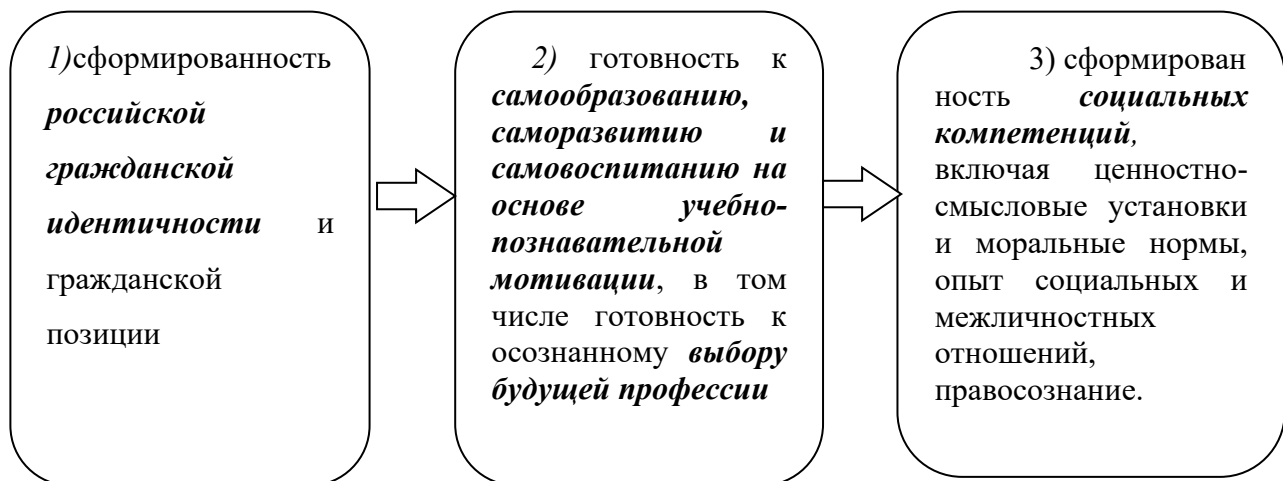 1)сформированность
российской
гражданской
идентичности и
гражданской
позиции
2) готовность к
самообразованию,
саморазвитию и
самовоспитанию на
основе учебно-
познавательной
мотивации, в том
числе готовность к
осознанному выбору
будущей профессии
3) сформирован
ность социальных
компетенций,
включая ценностно-
смысловые установки
и моральные нормы,
опыт социальных и
межличностных
отношений,
правосознание.